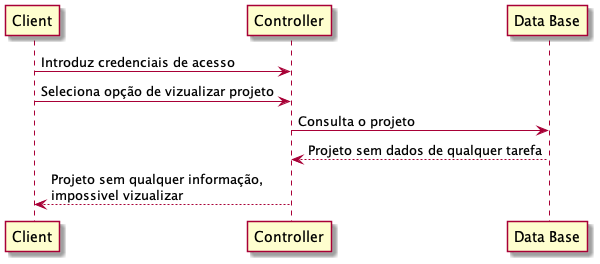 Client
Controller
Data Base
Introduz credenciais de acesso
Seleciona opção de vizualizar projeto
Consulta o projeto
Projeto sem dados de qualquer tarefa
Projeto sem qualquer informação,
impossivel vizualizar
Client
Controller
Data Base